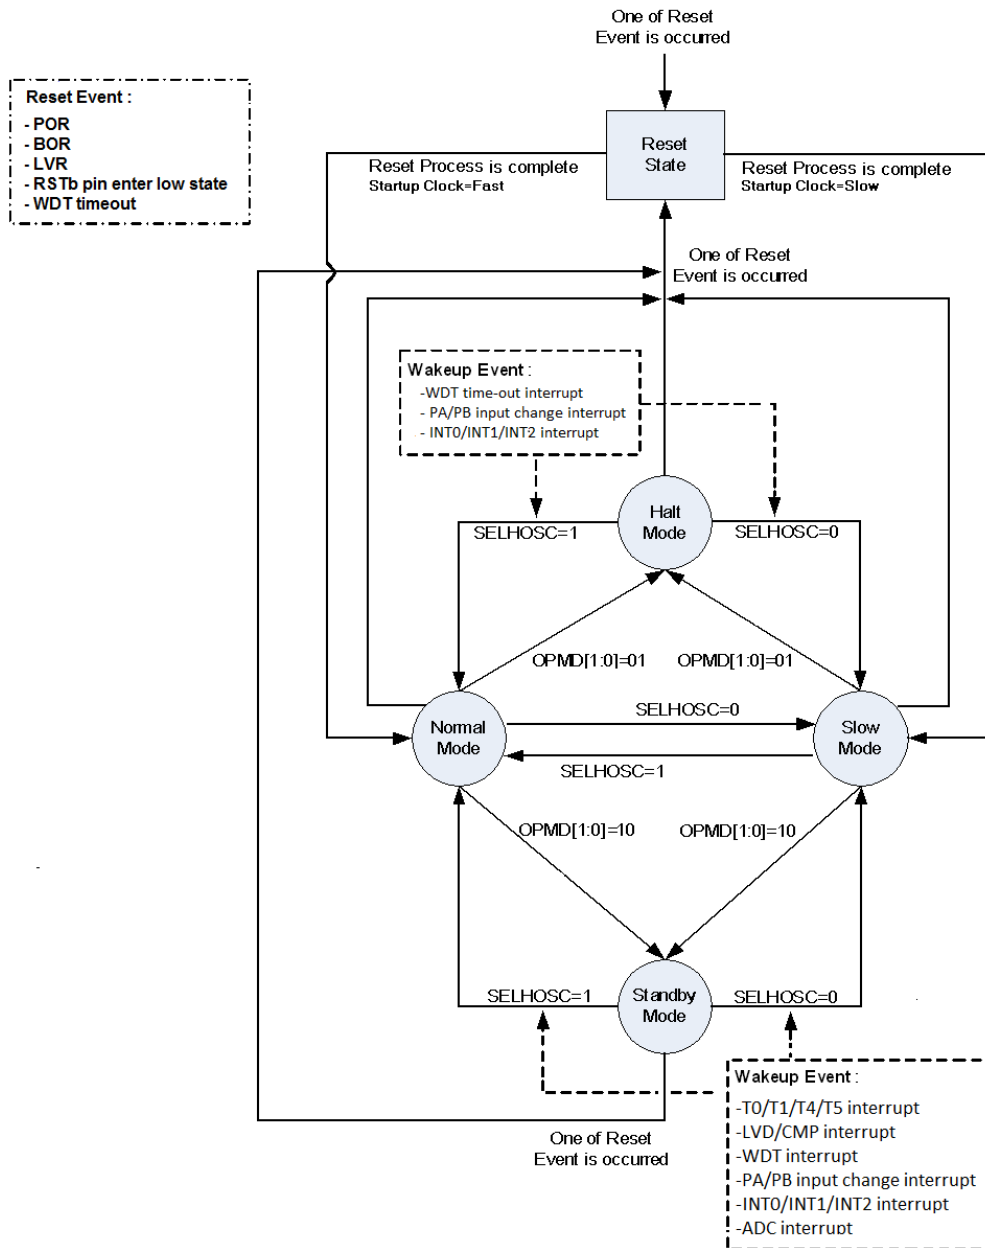 One of Reset
Event is occurred
Reset Event :
- POR
- BOR
- LVR
- RSTb pin enter low state
- WDT timeout
Reset
State
Reset Process is complete
Startup Clock=Fast
Reset Process is complete
Startup Clock=Slow
One of Reset
Event is occurred
Wakeup Event :
-WDT time-out interrupt
- PA/PB input change interrupt
- INT0/INT1/INT2 interrupt
Halt
Mode
SELHOSC=1
SELHOSC=0
OPMD[1:0]=01
OPMD[1:0]=01
Normal
Mode
SELHOSC=0
Slow
Mode
SELHOSC=1
OPMD[1:0]=10
OPMD[1:0]=10
Standby
Mode
SELHOSC=1
SELHOSC=0
Wakeup Event :
-T0/T1/T4/T5 interrupt
-LVD/CMP interrupt
-WDT interrupt
-PA/PB input change interrupt
-INT0/INT1/INT2 interrupt
-ADC interrupt
One of Reset
Event is occurred